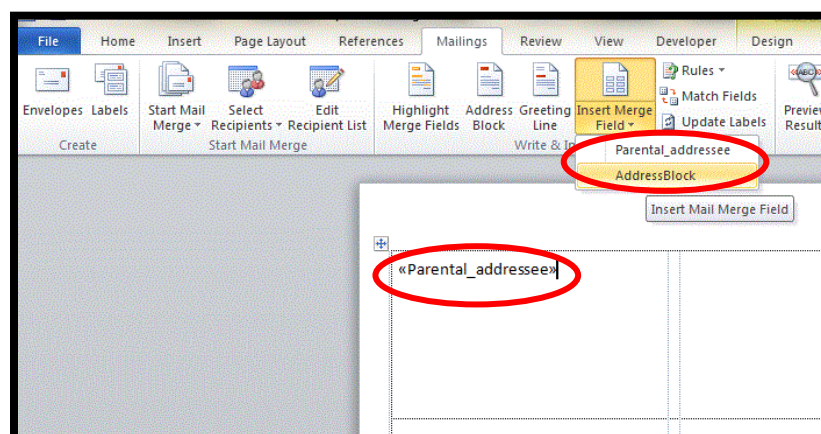 File Home Insert Page Layout References Mailings Review View Developer Design
Rules
Match Fields
Update Labels
Envelopes Labels Start Mail Merge Select Recipients Edit Recipient List Highlight Merge Fields Address Block Greeting Line Insert Merge Field Preview
Create Start Mail Merge Write &
Parental_addressee
AddressBlock
Insert Mail Merge Field
«Parental_addressee»